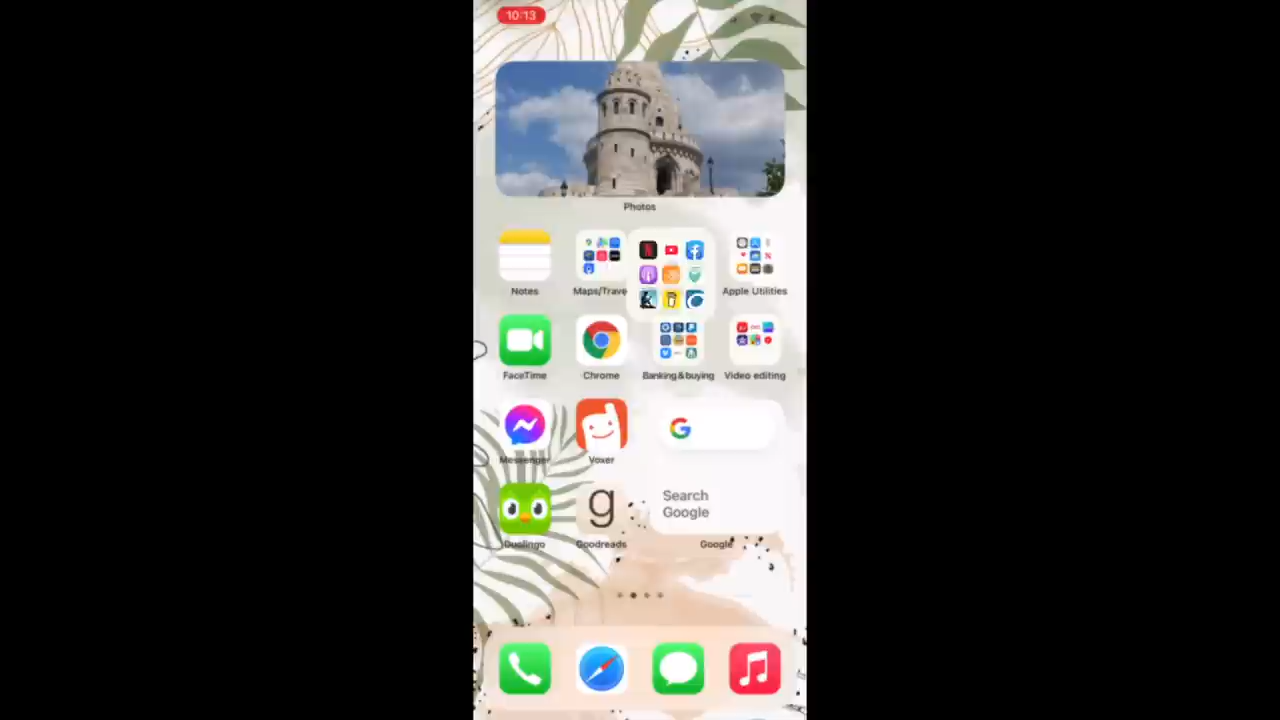 10:13
Photos
Notes
Maps/Trave
Apple Utilities
FaceTime
Chrome
Banking&buying
Video editing
Messenger
Voxer
G
Search
Google
Duolingo
g
Goodreads
Google